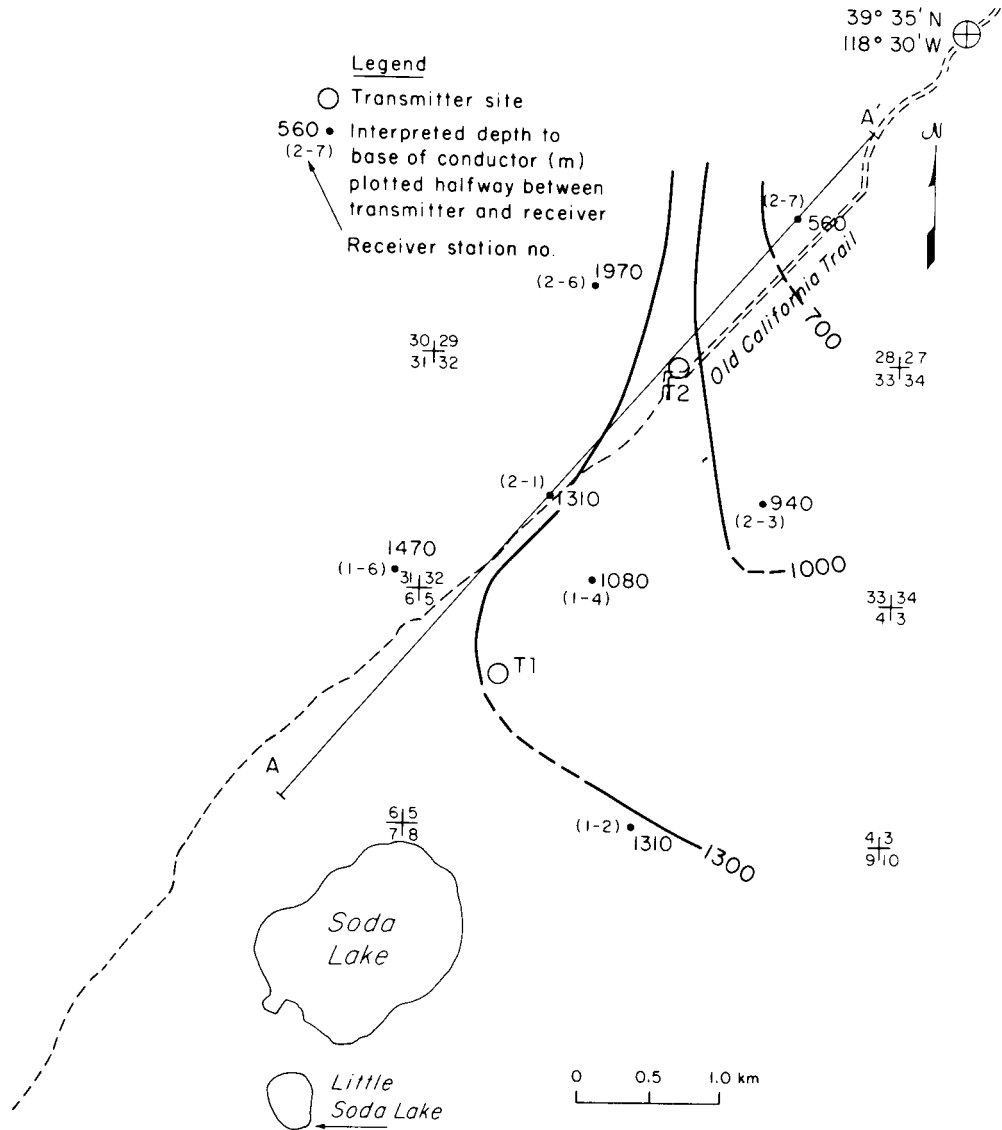 39° 35' N
118° 30' W
Legend
Transmitter site
560 • Interpreted depth to
(2-7) base of conductor (m)
plotted halfway between
transmitter and receiver
Receiver station no.
A'
N
(2-7)
560
1970
(2-6)
Old California Trail
700
30 29
31 32
28 27
33 34
T2
(2-1)
1310
940
(2-3)
1470
(1-6)
31 32
6 5
1080
(1-4)
1000
33 34
4 3
T1
A
6 5
7 8
(1-2)
1310
1300
4 3
9 10
Soda
Lake
0 0.5 1.0 km
Little
Soda Lake